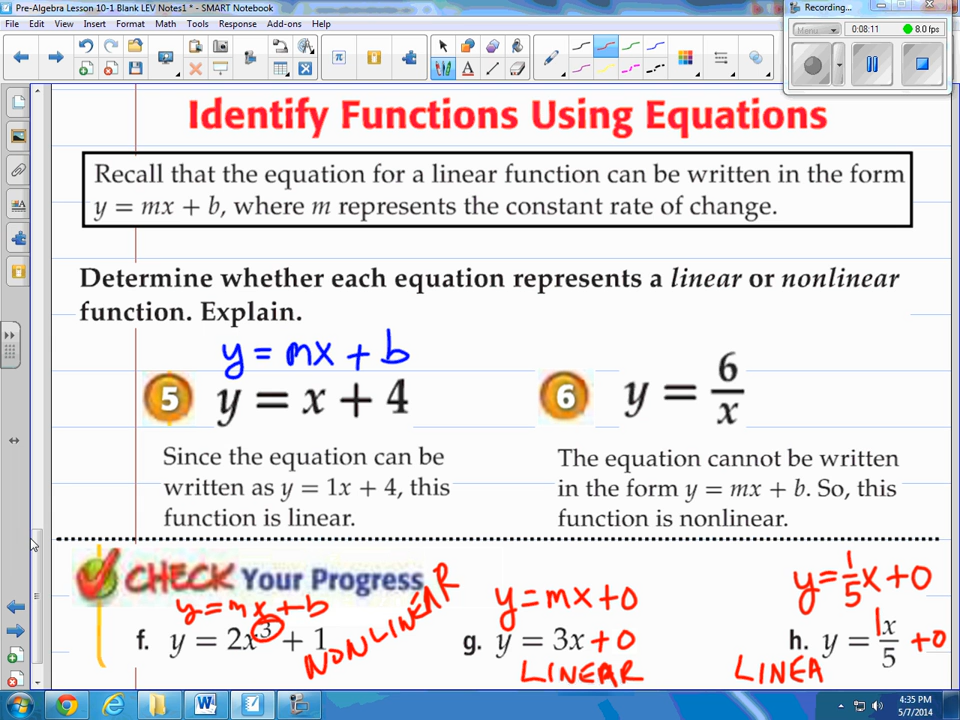 Pre-Algebra Lesson 10-1 Blank LEV Notes1 * - SMART Notebook
File Edit View Insert Format Math Tools Response Add-ons Help
Recording...
Menu 0:08:11 8.0 fps
Identify Functions Using Equations
Recall that the equation for a linear function can be written in the form
y = mx + b, where m represents the constant rate of change.
Determine whether each equation represents a linear or nonlinear
function. Explain.
y = mx + b
5 y = x + 4
Since the equation can be
written as y = 1x + 4, this
function is linear.
6 y = 6/x
The equation cannot be written
in the form y = mx + b. So, this
function is nonlinear.
CHECK Your Progress
y = mx + b
f. y = 2x³ + 1
NONLINEAR
y = mx + 0
g. y = 3x + 0
LINEAR
y = 1/5 x + 0
h. y = 1x/5 + 0
LINEA
4:35 PM
5/7/2014